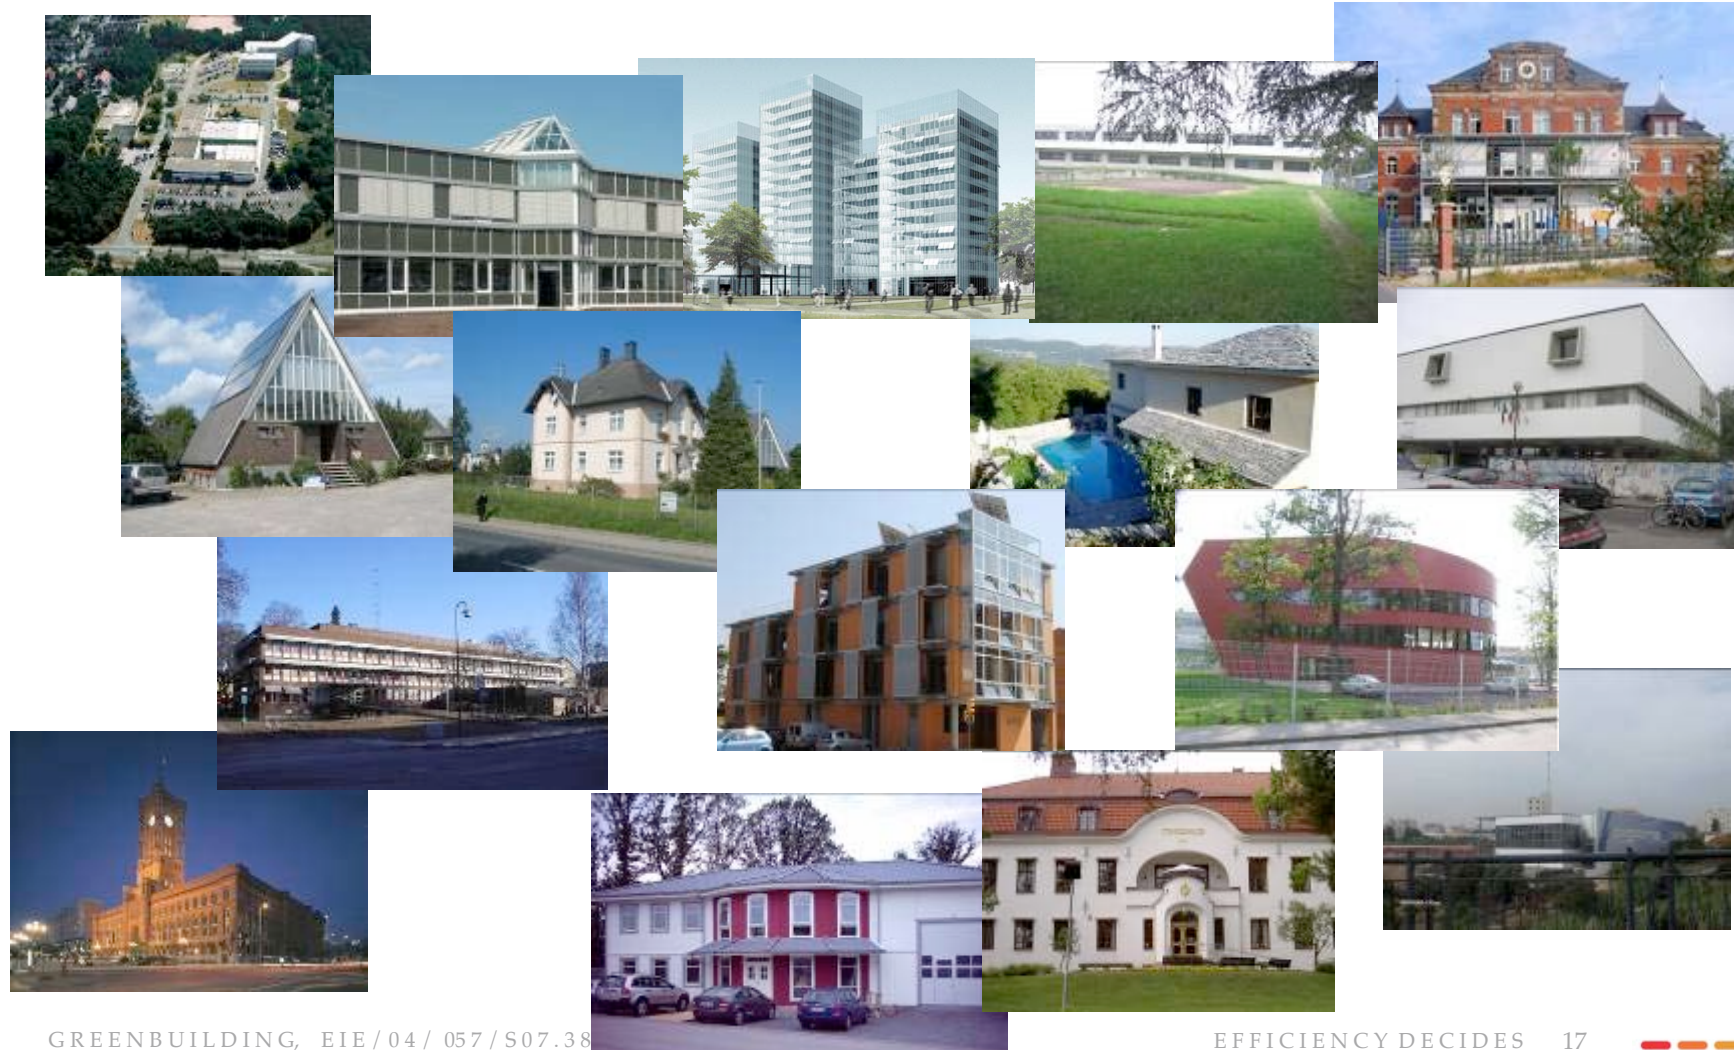 GREENBUILDING, EIE/04/ 057/S07.38
EFFICIENCY DECIDES 17